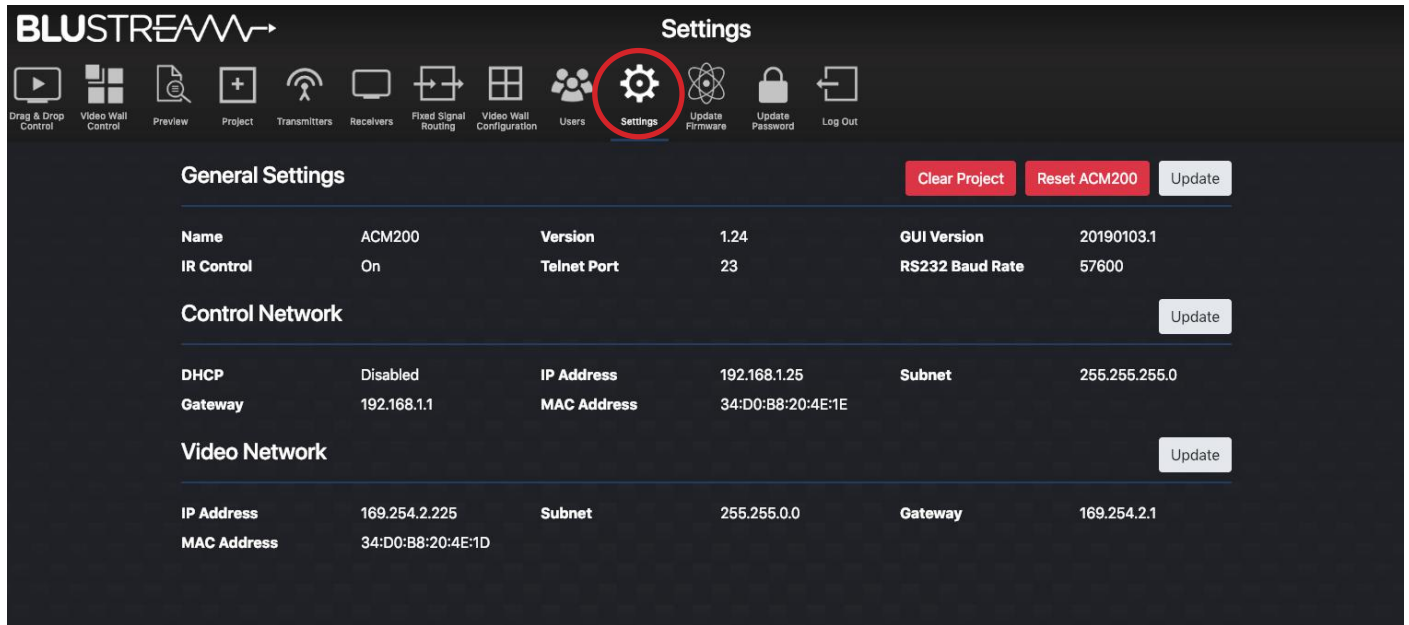 BLUSTREAM
Settings
Drag & Drop Control
Video Wall Control
Preview
Project
Transmitters
Receivers
Fixed Signal Routing
Video Wall Configuration
Users
Settings
Update Firmware
Update Password
Log Out
General Settings
Clear Project
Reset ACM200
Update
Name ACM200 Version 1.24 GUI Version 20190103.1
IR Control On Telnet Port 23 RS232 Baud Rate 57600
Control Network
Update
DHCP Disabled IP Address 192.168.1.25 Subnet 255.255.255.0
Gateway 192.168.1.1 MAC Address 34:D0:B8:20:4E:1E
Video Network
Update
IP Address 169.254.2.225 Subnet 255.255.0.0 Gateway 169.254.2.1
MAC Address 34:D0:B8:20:4E:1D